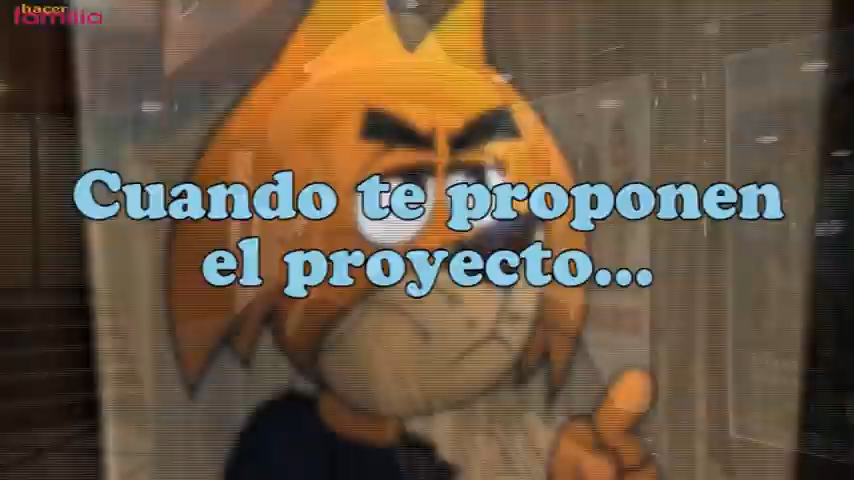 hacer
familia
Cuando te proponen
el proyecto...